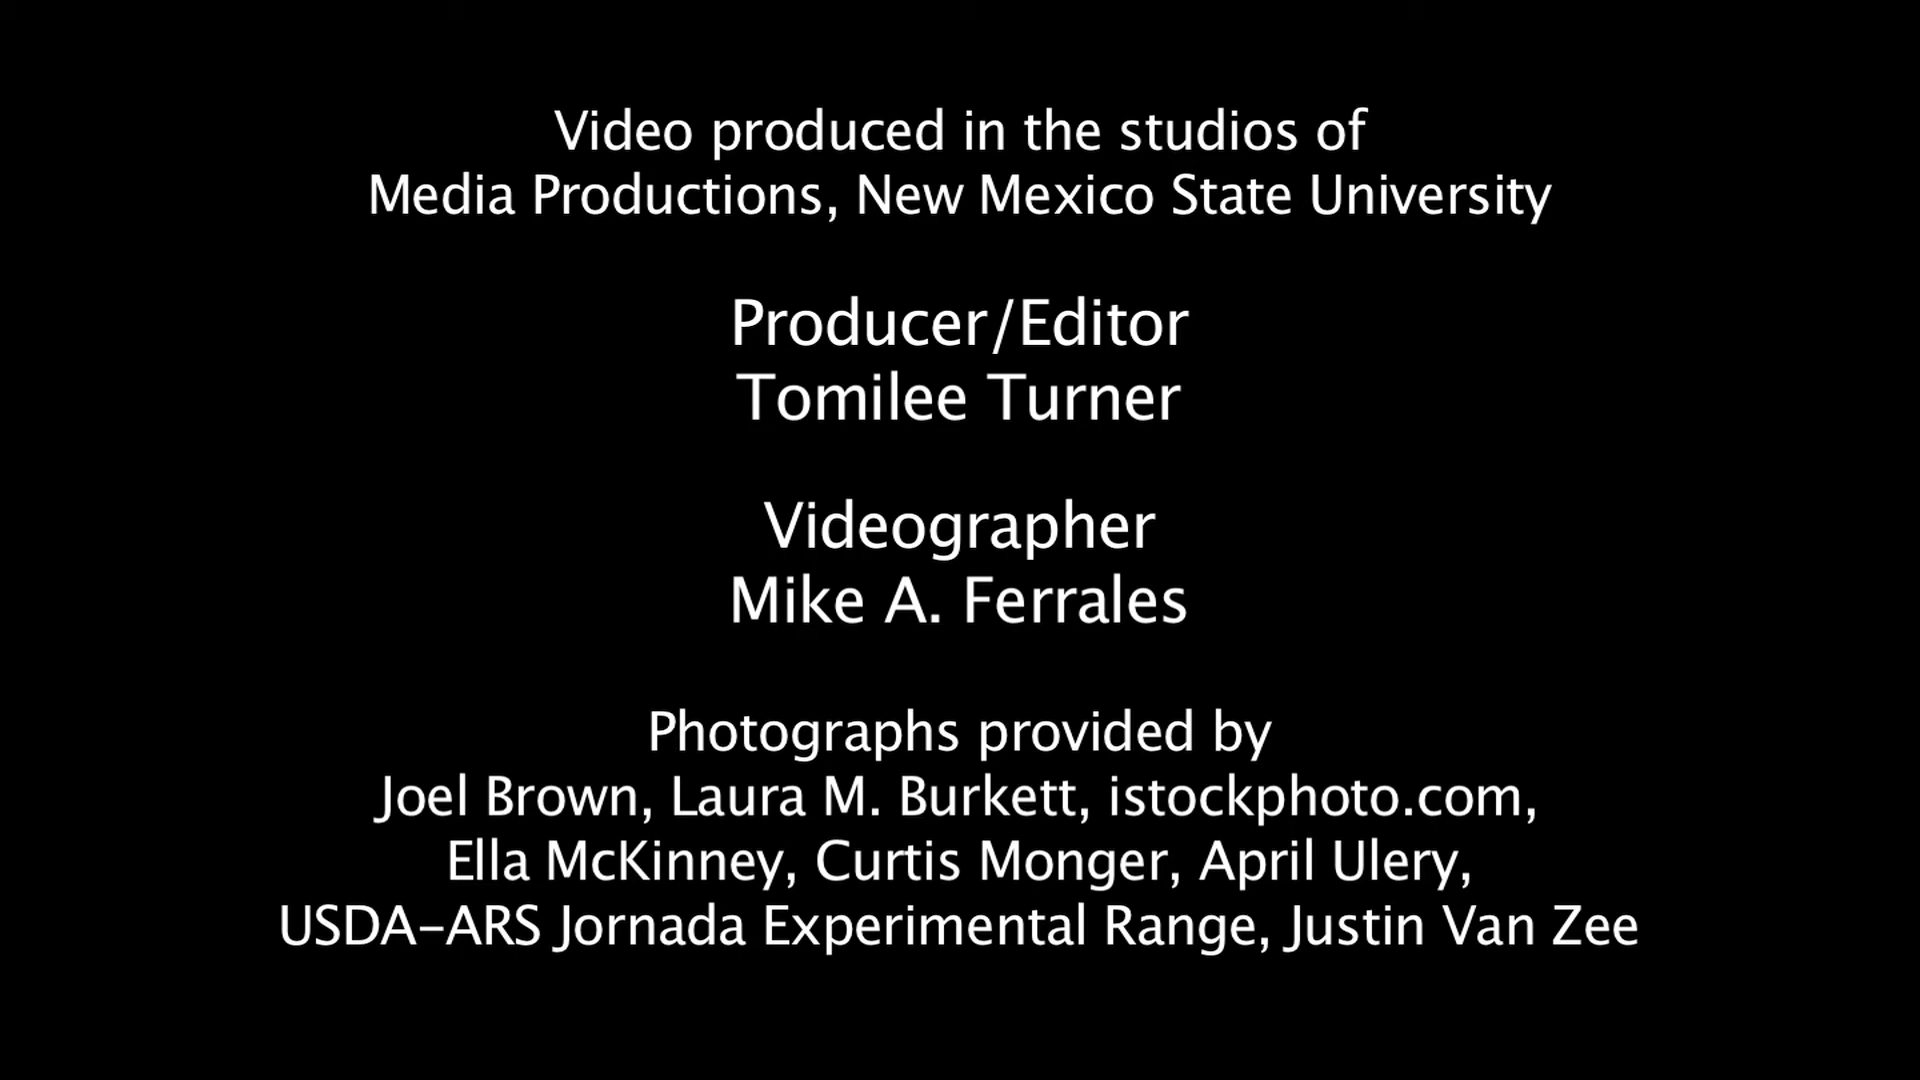 Video produced in the studios of
Media Productions, New Mexico State University
Producer/Editor
Tomilee Turner
Videographer
Mike A. Ferrales
Photographs provided by
Joel Brown, Laura M. Burkett, istockphoto.com,
Ella McKinney, Curtis Monger, April Ulery,
USDA-ARS Jornada Experimental Range, Justin Van Zee